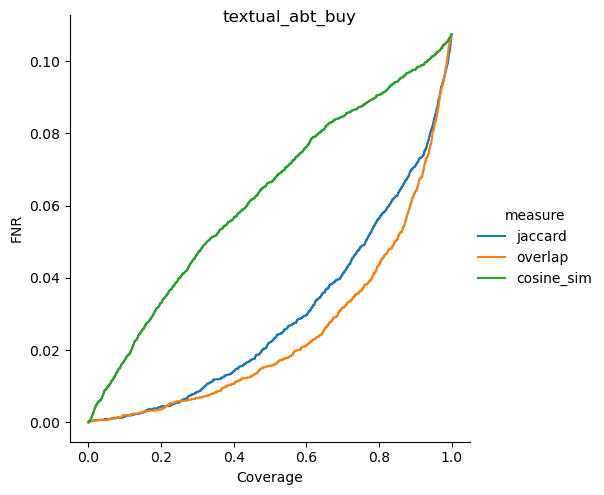 textual_abt_buy
0.10
0.08
0.06
0.04
0.02
0.00
FNR
0.0 0.2 0.4 0.6 0.8 1.0
Coverage
measure
jaccard
overlap
cosine_sim